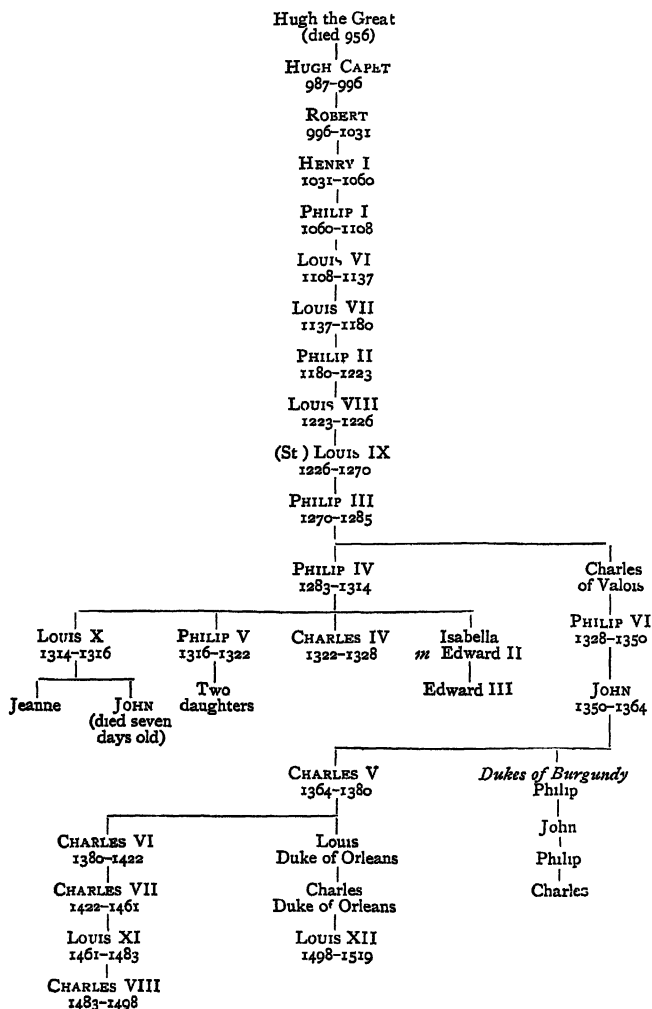 Hugh the Great
(died 956)
HUGH CAPET
987–996
ROBERT
996–1031
HENRY I
1031–1060
PHILIP I
1060–1108
LOUIS VI
1108–1137
LOUIS VII
1137–1180
PHILIP II
1180–1223
LOUIS VIII
1223–1226
(St) LOUIS IX
1226–1270
PHILIP III
1270–1285
PHILIP IV
1283–1314
Charles
of Valois
LOUIS X
1314–1316
PHILIP V
1316–1322
CHARLES IV
1322–1328
Isabella
m Edward II
PHILIP VI
1328–1350
Jeanne
JOHN
(died seven
days old)
Two
daughters
Edward III
JOHN
1350–1364
CHARLES V
1364–1380
Dukes of Burgundy
Philip
John
Philip
Charles
CHARLES VI
1380–1422
Louis
Duke of Orleans
CHARLES VII
1422–1461
Charles
Duke of Orleans
LOUIS XI
1461–1483
LOUIS XII
1498–1519
CHARLES VIII
1483–1498